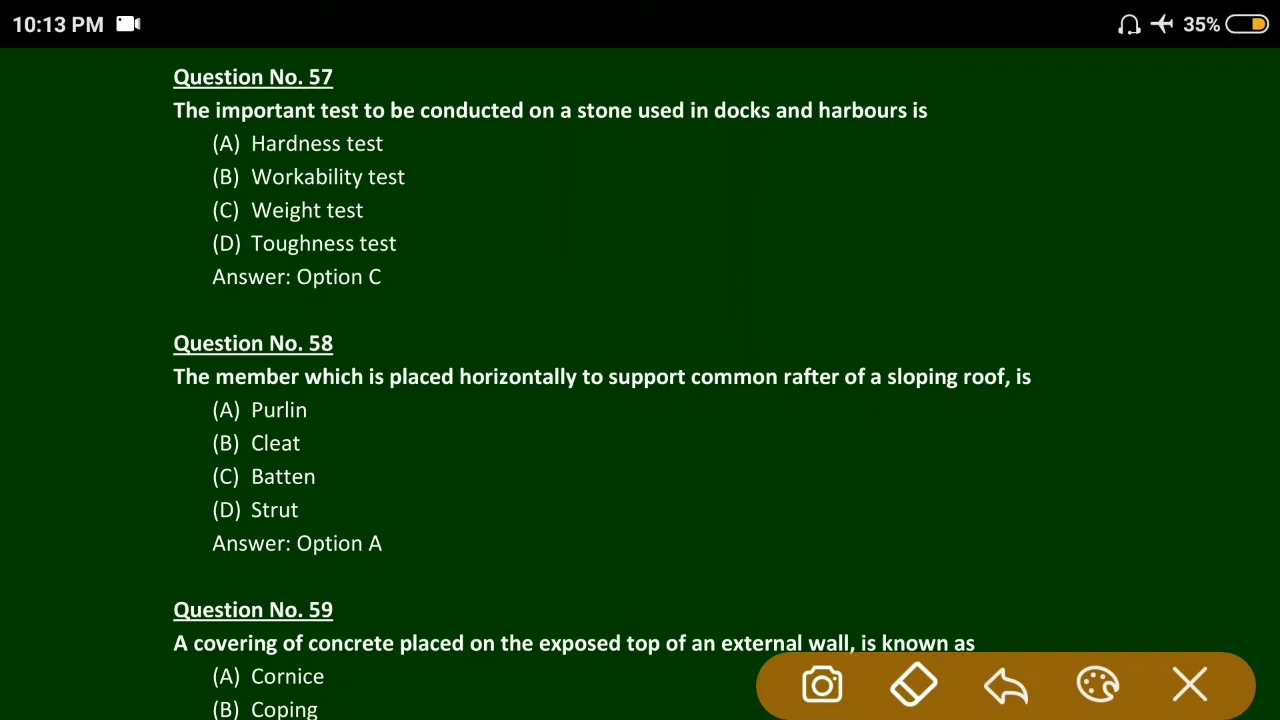 10:13 PM 35%
Question No. 57
The important test to be conducted on a stone used in docks and harbours is
(A) Hardness test
(B) Workability test
(C) Weight test
(D) Toughness test
Answer: Option C
Question No. 58
The member which is placed horizontally to support common rafter of a sloping roof, is
(A) Purlin
(B) Cleat
(C) Batten
(D) Strut
Answer: Option A
Question No. 59
A covering of concrete placed on the exposed top of an external wall, is known as
(A) Cornice
(B) Coping